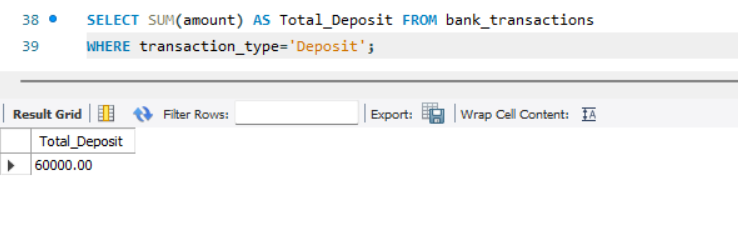 38 SELECT SUM(amount) AS Total_Deposit FROM bank_transactions
39 WHERE transaction_type='Deposit';
Result Grid Filter Rows: Export: Wrap Cell Content: IA
Total_Deposit
60000.00